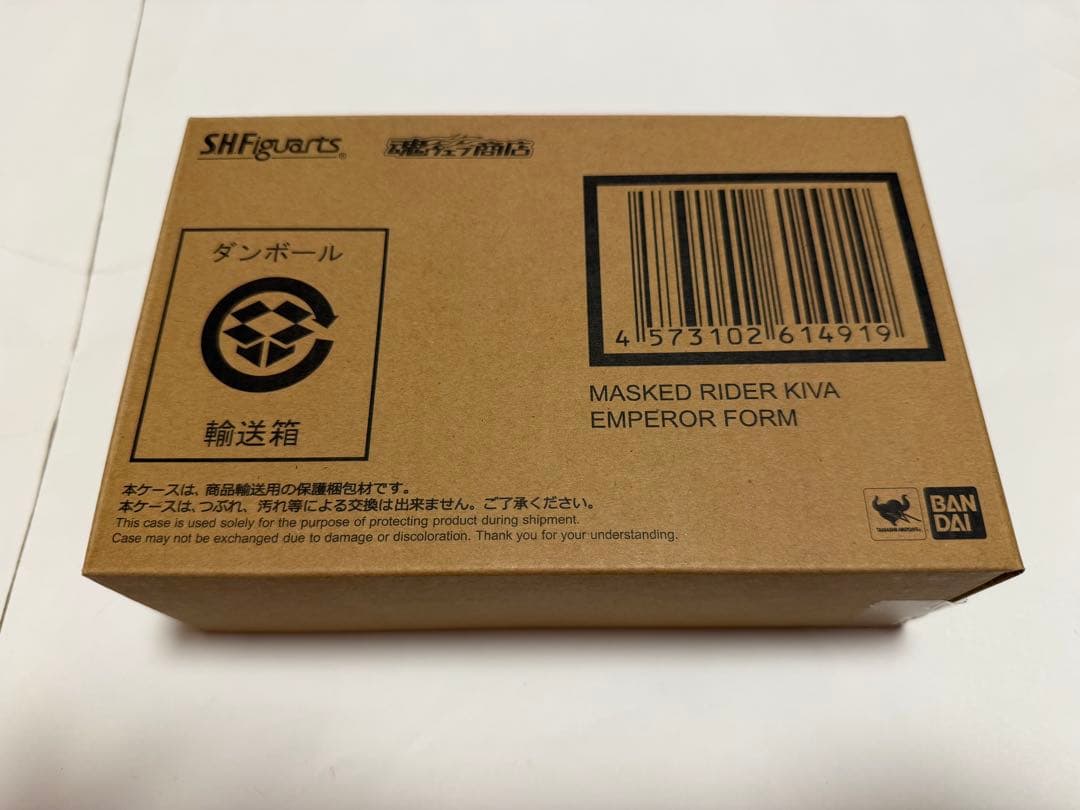 S.H.Figuarts
魂ウェブ商店
ダンボール
輸送箱
4 573102 614919
MASKED RIDER KIVA
EMPEROR FORM
本ケースは、商品輸送用の保護梱包材です。
本ケースは、つぶれ、汚れ等による交換は出来ません。ご了承ください。
This case is used solely for the purpose of protecting product during shipment.
Case may not be exchanged due to damage or discoloration. Thank you for your understanding.
TAMASHII NATIONS
BAN
DAI